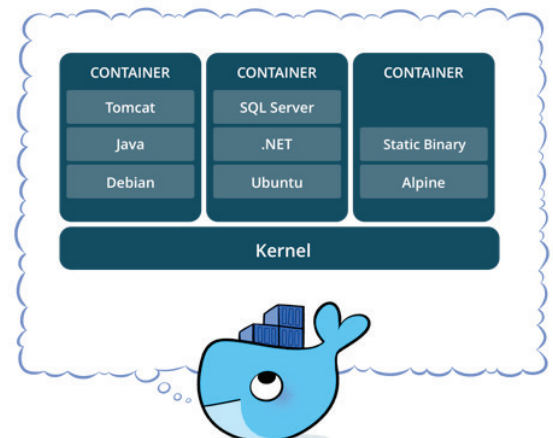 CONTAINER
Tomcat
Java
Debian
CONTAINER
SQL Server
.NET
Ubuntu
CONTAINER
Static Binary
Alpine
Kernel